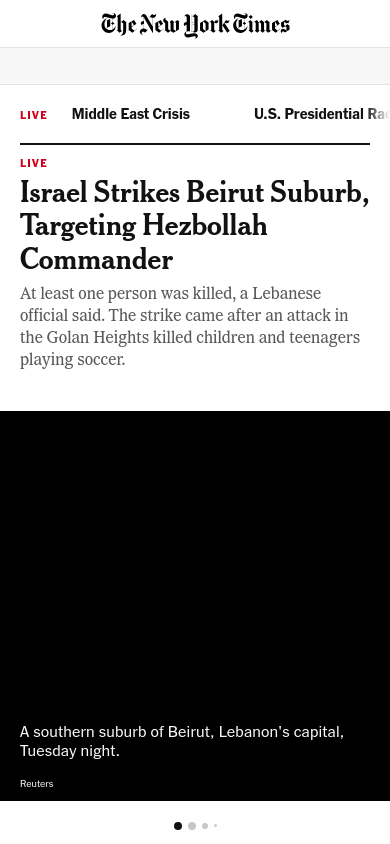 The New York Times
LIVE Middle East Crisis U.S. Presidential Rac
LIVE
Israel Strikes Beirut Suburb,
Targeting Hezbollah
Commander
At least one person was killed, a Lebanese
official said. The strike came after an attack in
the Golan Heights killed children and teenagers
playing soccer.
A southern suburb of Beirut, Lebanon's capital,
Tuesday night.
Reuters